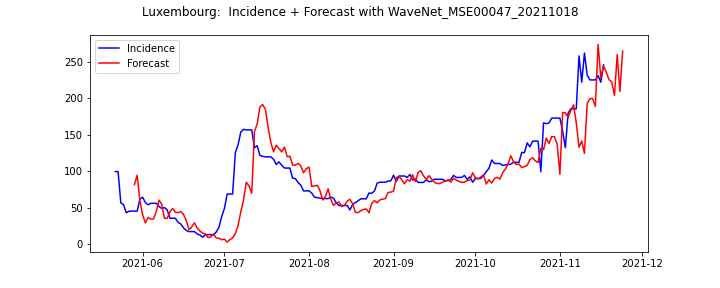 Luxembourg:  Incidence + Forecast with WaveNet_MSE00047_20211018
Incidence
Forecast
250
200
150
100
50
0
2021-06 2021-07 2021-08 2021-09 2021-10 2021-11 2021-12